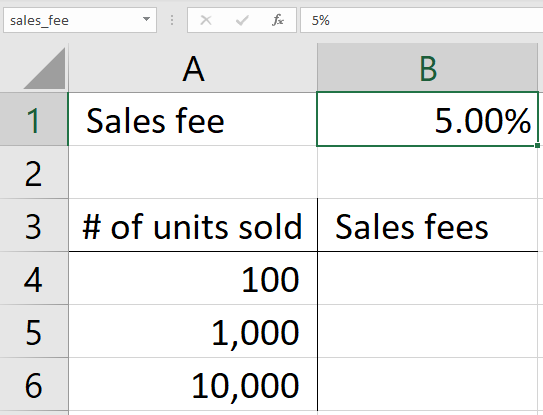 sales_fee fx 5%
A B
1 Sales fee 5.00%
2
3 # of units sold Sales fees
4 100
5 1,000
6 10,000